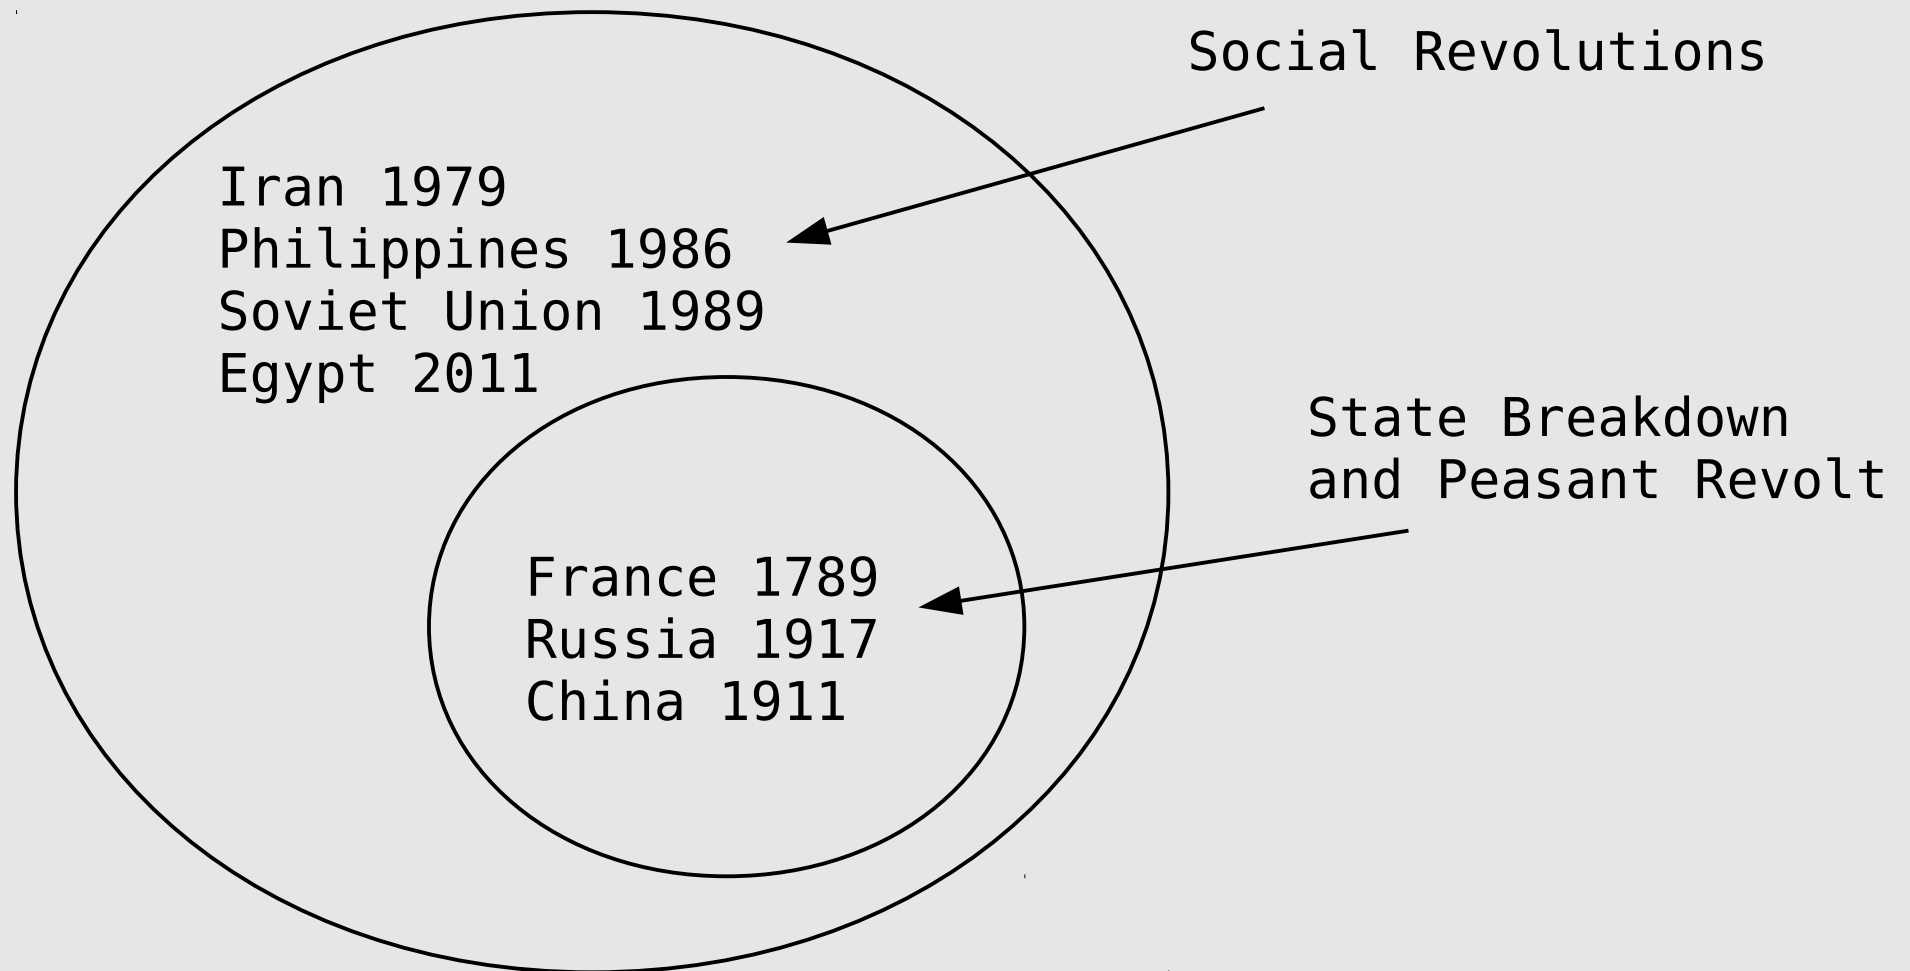 Social Revolutions
Iran 1979
Philippines 1986
Soviet Union 1989
Egypt 2011
State Breakdown
and Peasant Revolt
France 1789
Russia 1917
China 1911